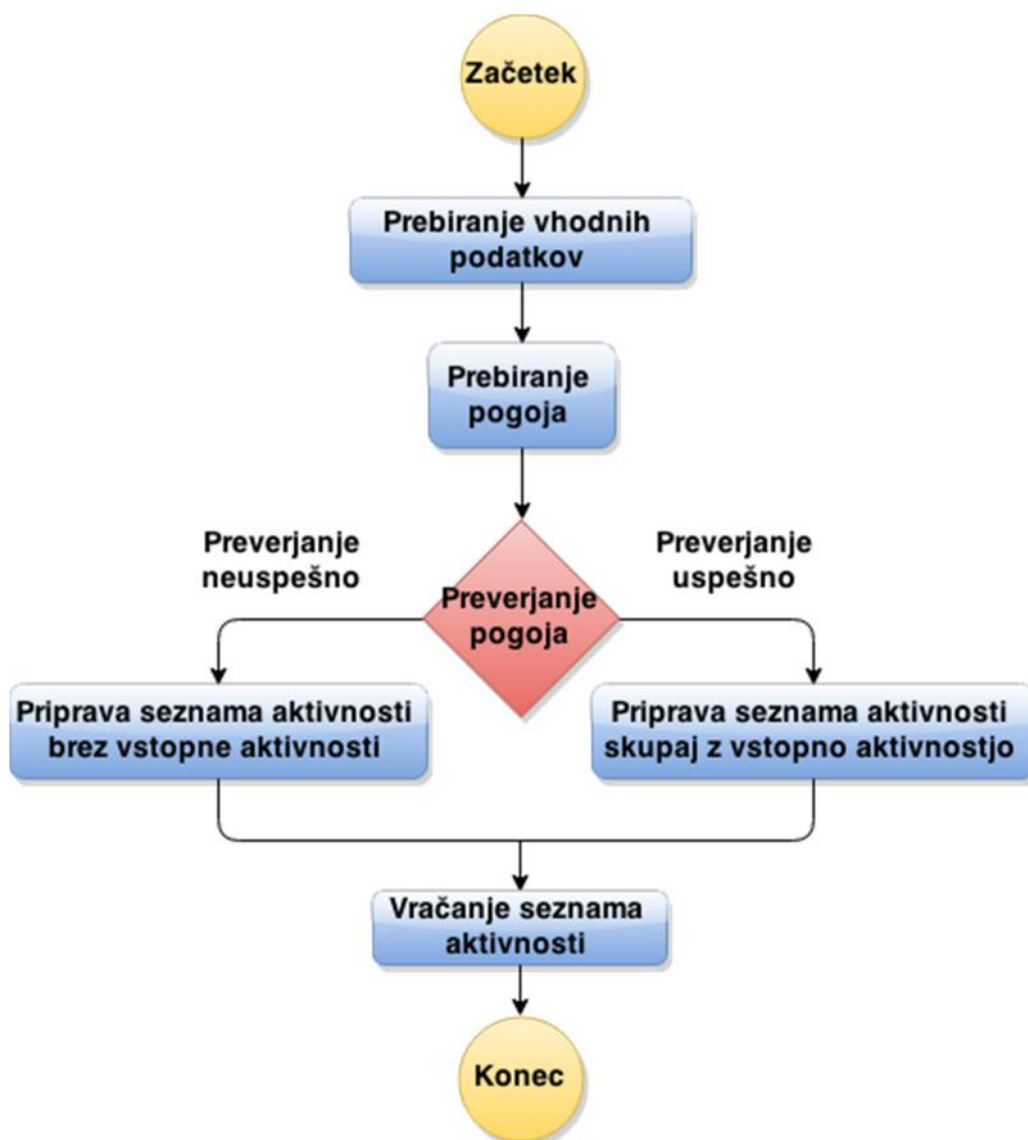 Začetek
Prebiranje vhodnih
podatkov
Prebiranje
pogoja
Preverjanje
neuspešno
Preverjanje
uspešno
Preverjanje
pogoja
Priprava seznama aktivnosti
brez vstopne aktivnosti
Priprava seznama aktivnosti
skupaj z vstopno aktivnostjo
Vračanje seznama
aktivnosti
Konec